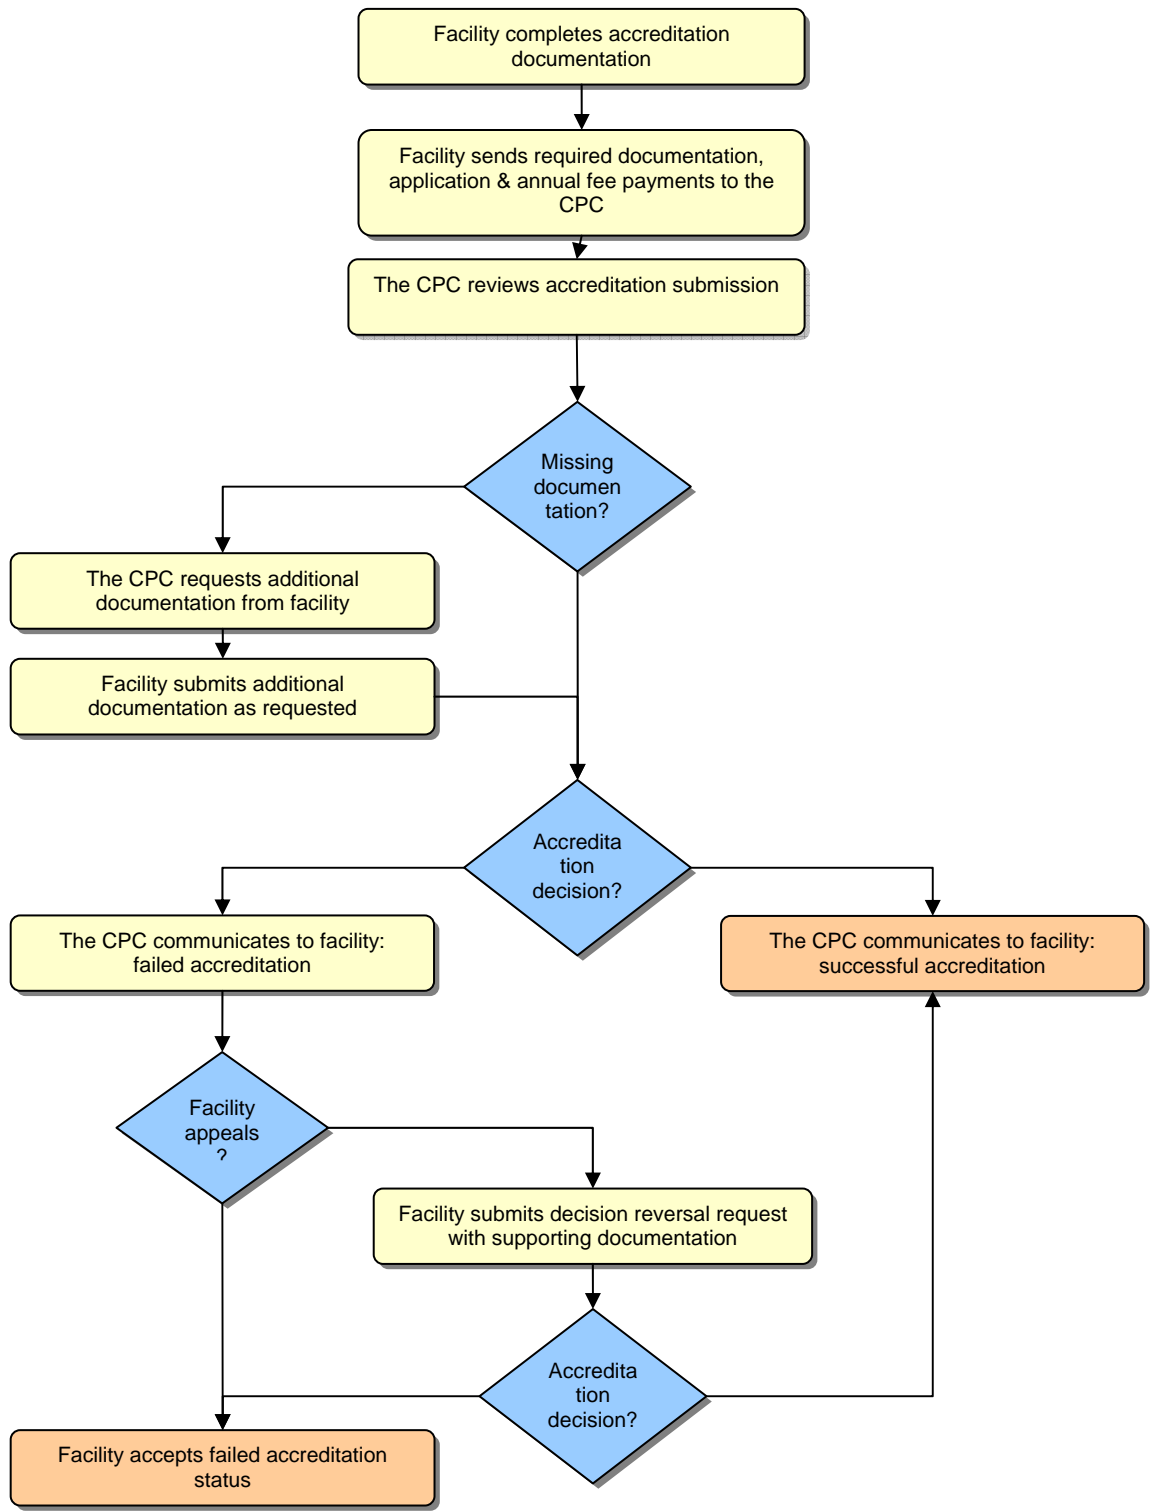 Facility completes accreditation
documentation
Facility sends required documentation,
application & annual fee payments to the
CPC
The CPC reviews accreditation submission
Missing
documen
tation?
The CPC requests additional
documentation from facility
Facility submits additional
documentation as requested
Accredita
tion
decision?
The CPC communicates to facility:
failed accreditation
The CPC communicates to facility:
successful accreditation
Facility
appeals
?
Facility submits decision reversal request
with supporting documentation
Accredita
tion
decision?
Facility accepts failed accreditation
status